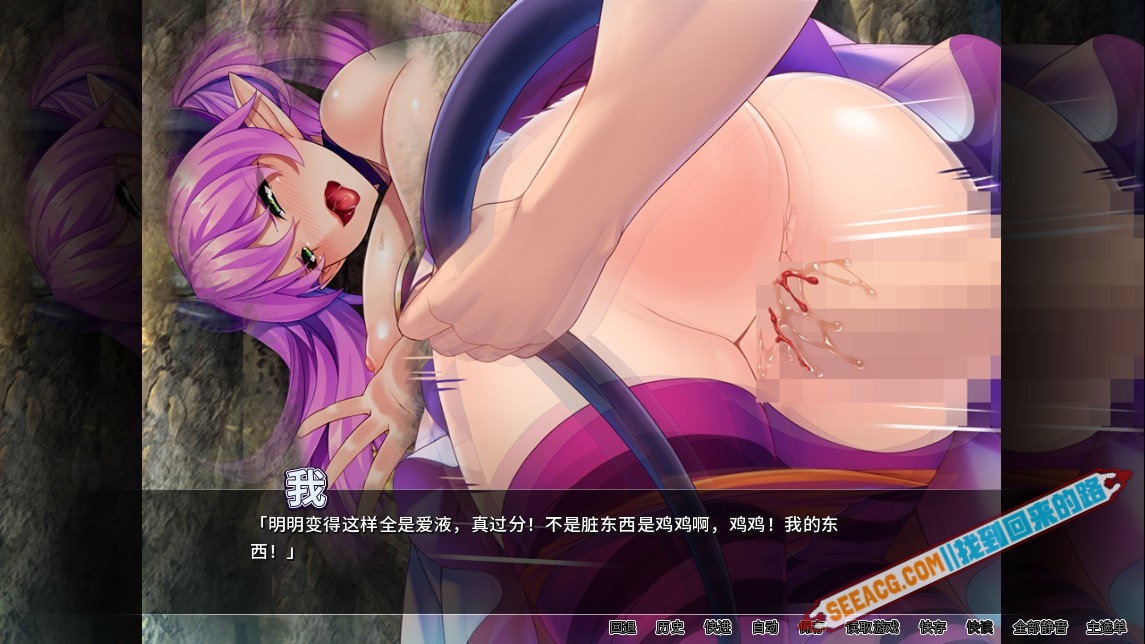 我
「明明变得这样全是爱液，真过分！不是脏东西是鸡鸡啊，鸡鸡！我的东
西！」
SEEACG.COM||找到回来的路
回退 历史 快进 自动 保存 读取游戏 快存 快读 全部静音 主选单